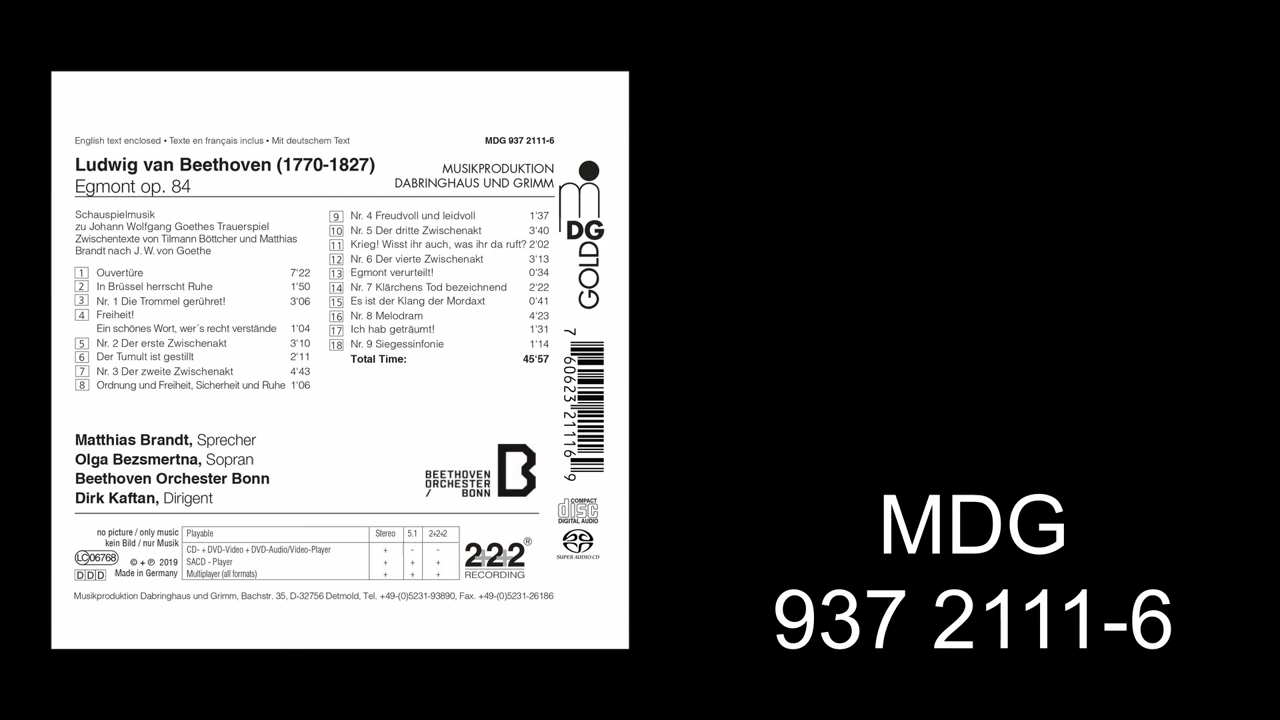 English text enclosed • Texte en français inclus • Mit deutschem Text
MDG 937 2111-6
Ludwig van Beethoven (1770-1827)
Egmont op. 84
MUSIKPRODUKTION
DABRINGHAUS UND GRIMM
DG
GOLD
Schauspielmusik
zu Johann Wolfgang Goethes Trauerspiel
Zwischentexte von Tilmann Böttcher und Matthias
Brandt nach J. W. von Goethe
1 Ouvertüre 7'22
2 In Brüssel herrscht Ruhe 1'50
3 Nr. 1 Die Trommel gerühret! 3'06
4 Freiheit!
Ein schönes Wort, wer´s recht verstände 1'04
5 Nr. 2 Der erste Zwischenakt 3'10
6 Der Tumult ist gestillt 2'11
7 Nr. 3 Der zweite Zwischenakt 4'43
8 Ordnung und Freiheit, Sicherheit und Ruhe 1'06
9 Nr. 4 Freudvoll und leidvoll 1'37
10 Nr. 5 Der dritte Zwischenakt 3'40
11 Krieg! Wisst ihr auch, was ihr da ruft? 2'02
12 Nr. 6 Der vierte Zwischenakt 3'13
13 Egmont verurteilt! 0'34
14 Nr. 7 Klärchens Tod bezeichnend 2'22
15 Es ist der Klang der Mordaxt 0'41
16 Nr. 8 Melodram 4'23
17 Ich hab geträumt! 1'31
18 Nr. 9 Siegessinfonie 1'14
Total Time: 45'57
7 60623 21116 9
Matthias Brandt, Sprecher
Olga Bezsmertna, Sopran
Beethoven Orchester Bonn
Dirk Kaftan, Dirigent
BEETHOVEN
ORCHESTER
/ BONN
B
COMPACT
disc
DIGITAL AUDIO
SUPER AUDIO CD
no picture / only music
kein Bild / nur Musik
LC 06768
© + ℗ 2019
DDD
Made in Germany
Playable Stereo 5.1 2+2+2
CD- + DVD-Video + DVD-Audio/Video-Player + - -
SACD - Player + + +
Multiplayer (all formats) + + +
2+2+2®
RECORDING
Musikproduktion Dabringhaus und Grimm, Bachstr. 35, D-32756 Detmold, Tel. +49-(0)5231-93890, Fax. +49-(0)5231-26186
MDG
937 2111-6